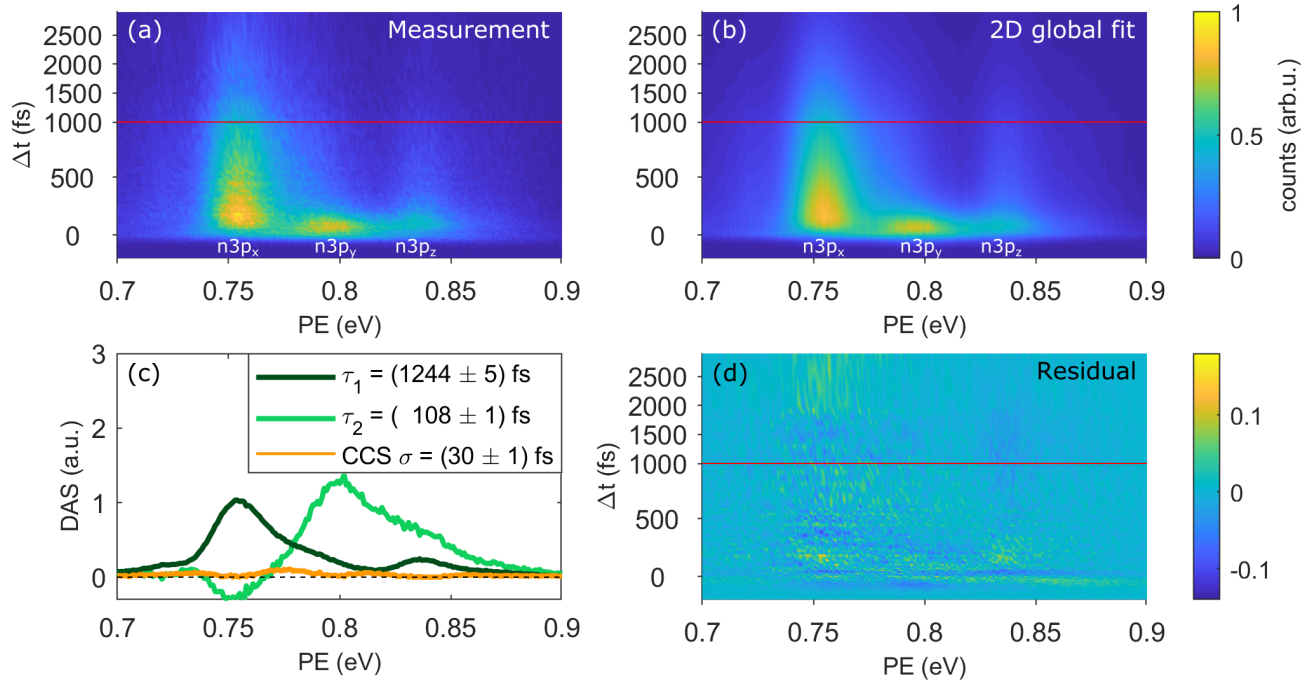 (a) Measurement
2500
2000
1500
1000
500
0
Δt (fs)
n3px n3py n3pz
0.7 0.75 0.8 0.85 0.9
PE (eV)
(b) 2D global fit
2500
2000
1500
1000
500
0
n3px n3py n3pz
0.7 0.75 0.8 0.85 0.9
PE (eV)
1
0.5
0
counts (arb.u.)
(c)
3
2
1
0
DAS (a.u.)
τ1 = (1244 ± 5) fs
τ2 = ( 108 ± 1) fs
CCS σ = (30 ± 1) fs
0.7 0.75 0.8 0.85 0.9
PE (eV)
(d) Residual
2500
2000
1500
1000
500
0
Δt (fs)
0.7 0.75 0.8 0.85 0.9
PE (eV)
0.1
0
-0.1